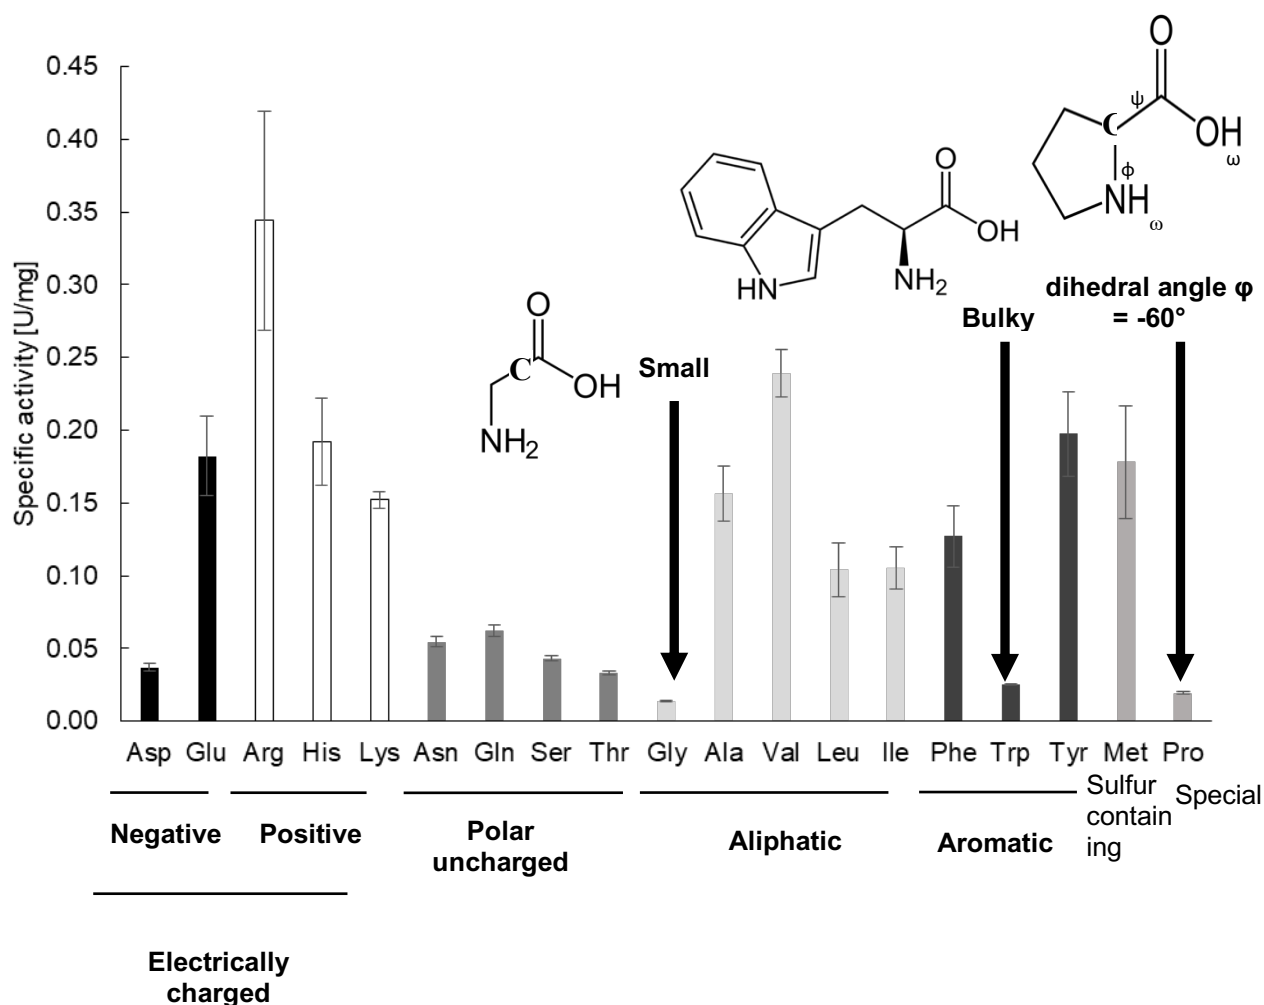 O
ψ
C
OH
ω
ϕ
NH
ω
O
OH
NH2
HN
dihedral angle φ
= -60°
Bulky
O
C
OH
NH2
Small
Specific activity [U/mg]
0.45
0.40
0.35
0.30
0.25
0.20
0.15
0.10
0.05
0.00
Asp Glu Arg His Lys Asn Gln Ser Thr Gly Ala Val Leu Ile Phe Trp Tyr Met Pro
Negative
Positive
Polar
uncharged
Aliphatic
Aromatic
Sulfur
contain
ing
Special
Electrically
charged